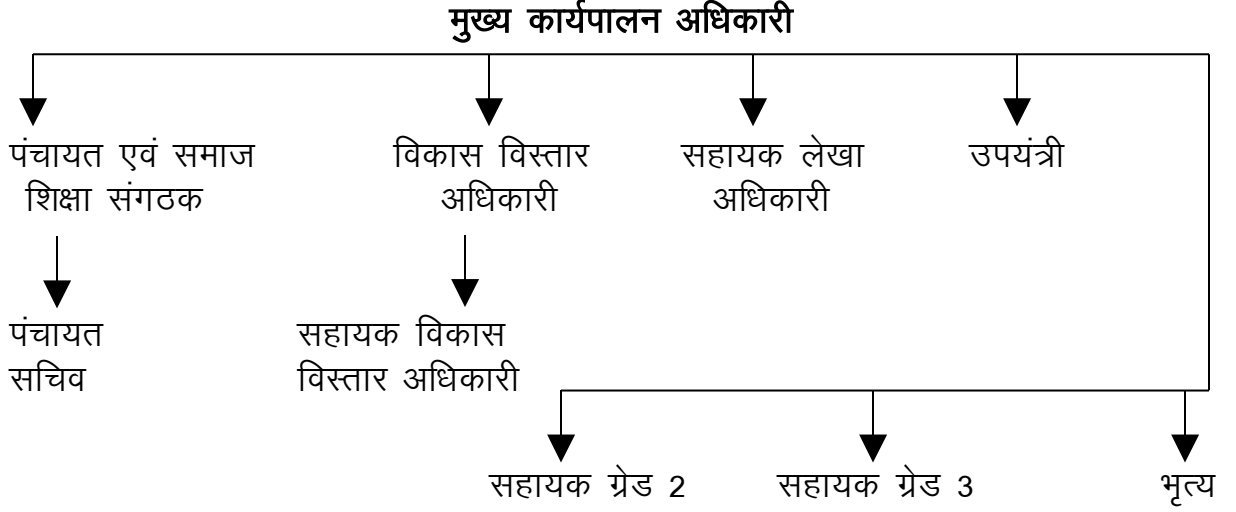 मुख्य कार्यपालन अधिकारी
पंचायत एवं समाज
शिक्षा संगठक
विकास विस्तार
अधिकारी
सहायक लेखा
अधिकारी
उपयंत्री
पंचायत
सचिव
सहायक विकास
विस्तार अधिकारी
सहायक ग्रेड 2
सहायक ग्रेड 3
भृत्य